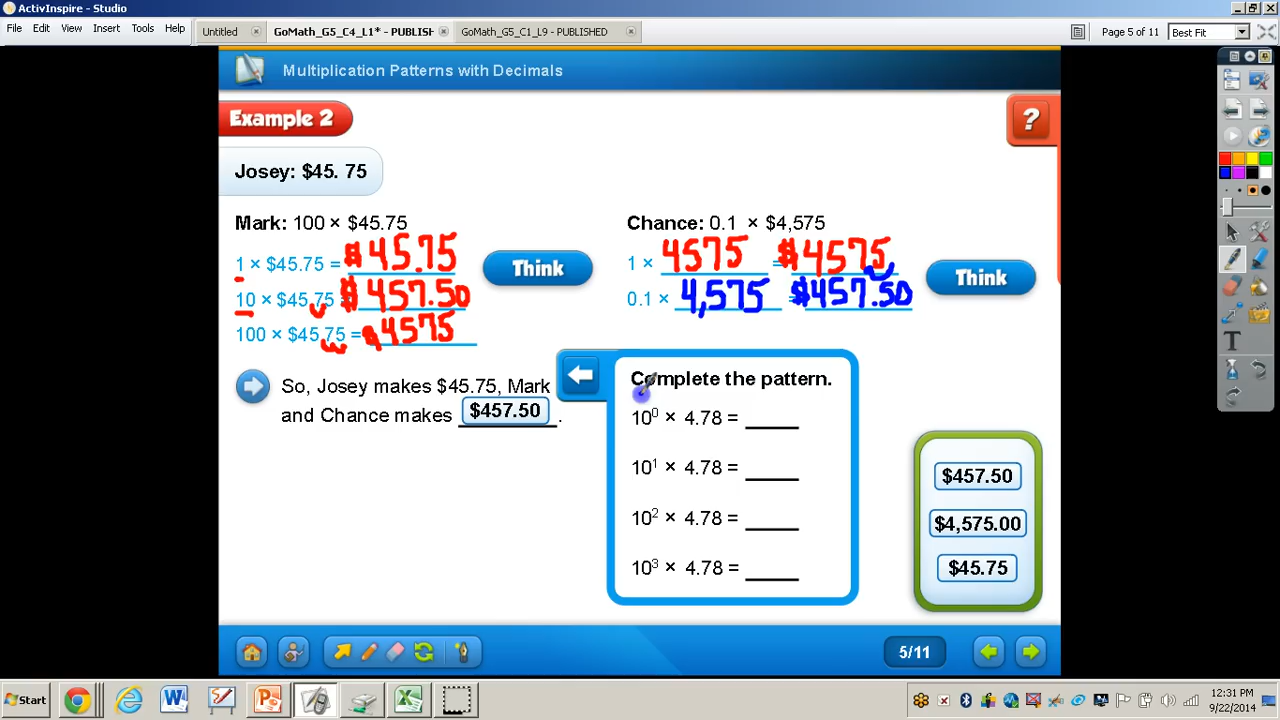 ActivInspire - Studio
File Edit View Insert Tools Help
Untitled
GoMath_G5_C4_L1* - PUBLISH
GoMath_G5_C1_L9 - PUBLISHED
Page 5 of 11
Best Fit
Multiplication Patterns with Decimals
Example 2
?
Josey: $45. 75
Mark: 100 × $45.75
1 × $45.75 = $45.75
10 × $45.75 = $457.50
100 × $45.75 = $4575
Think
Chance: 0.1 × $4,575
1 × 4575 = $4575
0.1 × 4,575 = $457.50
Think
So, Josey makes $45.75, Mark
and Chance makes $457.50.
Complete the pattern.
10⁰ × 4.78 = ____
10¹ × 4.78 = ____
10² × 4.78 = ____
10³ × 4.78 = ____
$457.50
$4,575.00
$45.75
5/11
T
Start
12:31 PM
9/22/2014